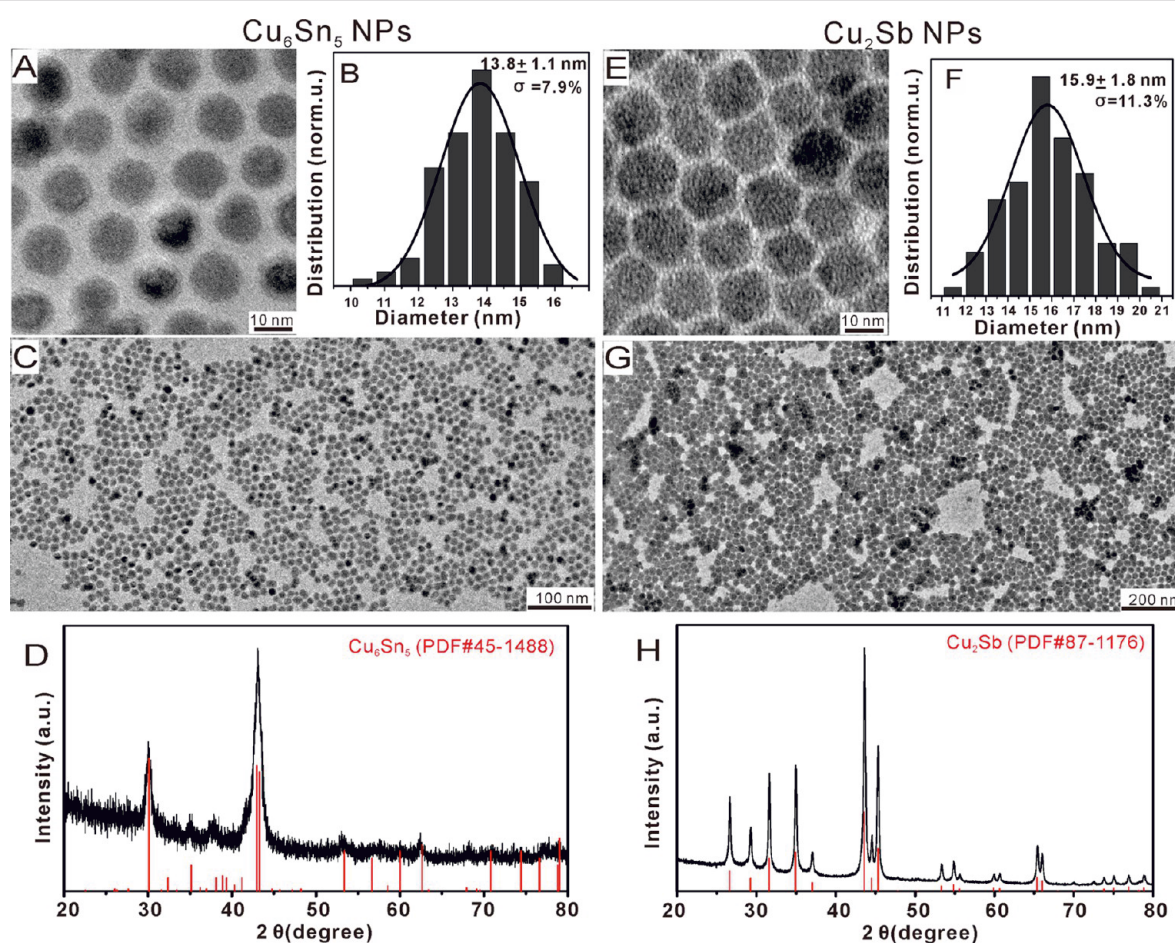 Cu₆Sn₅ NPs
Cu₂Sb NPs
A
10 nm
B
13.8± 1.1 nm
σ =7.9%
Distribution (norm.u.)
10 11 12 13 14 15 16
Diameter (nm)
E
10 nm
F
15.9± 1.8 nm
σ=11.3%
Distribution (norm.u.)
11 12 13 14 15 16 17 18 19 20 21
Diameter (nm)
C
100 nm
G
200 nm
D
Cu₆Sn₅ (PDF#45-1488)
Intensity (a.u.)
20 30 40 50 60 70 80
2 θ(degree)
H
Cu₂Sb (PDF#87-1176)
Intensity (a.u.)
20 30 40 50 60 70 80
2 θ(degree)